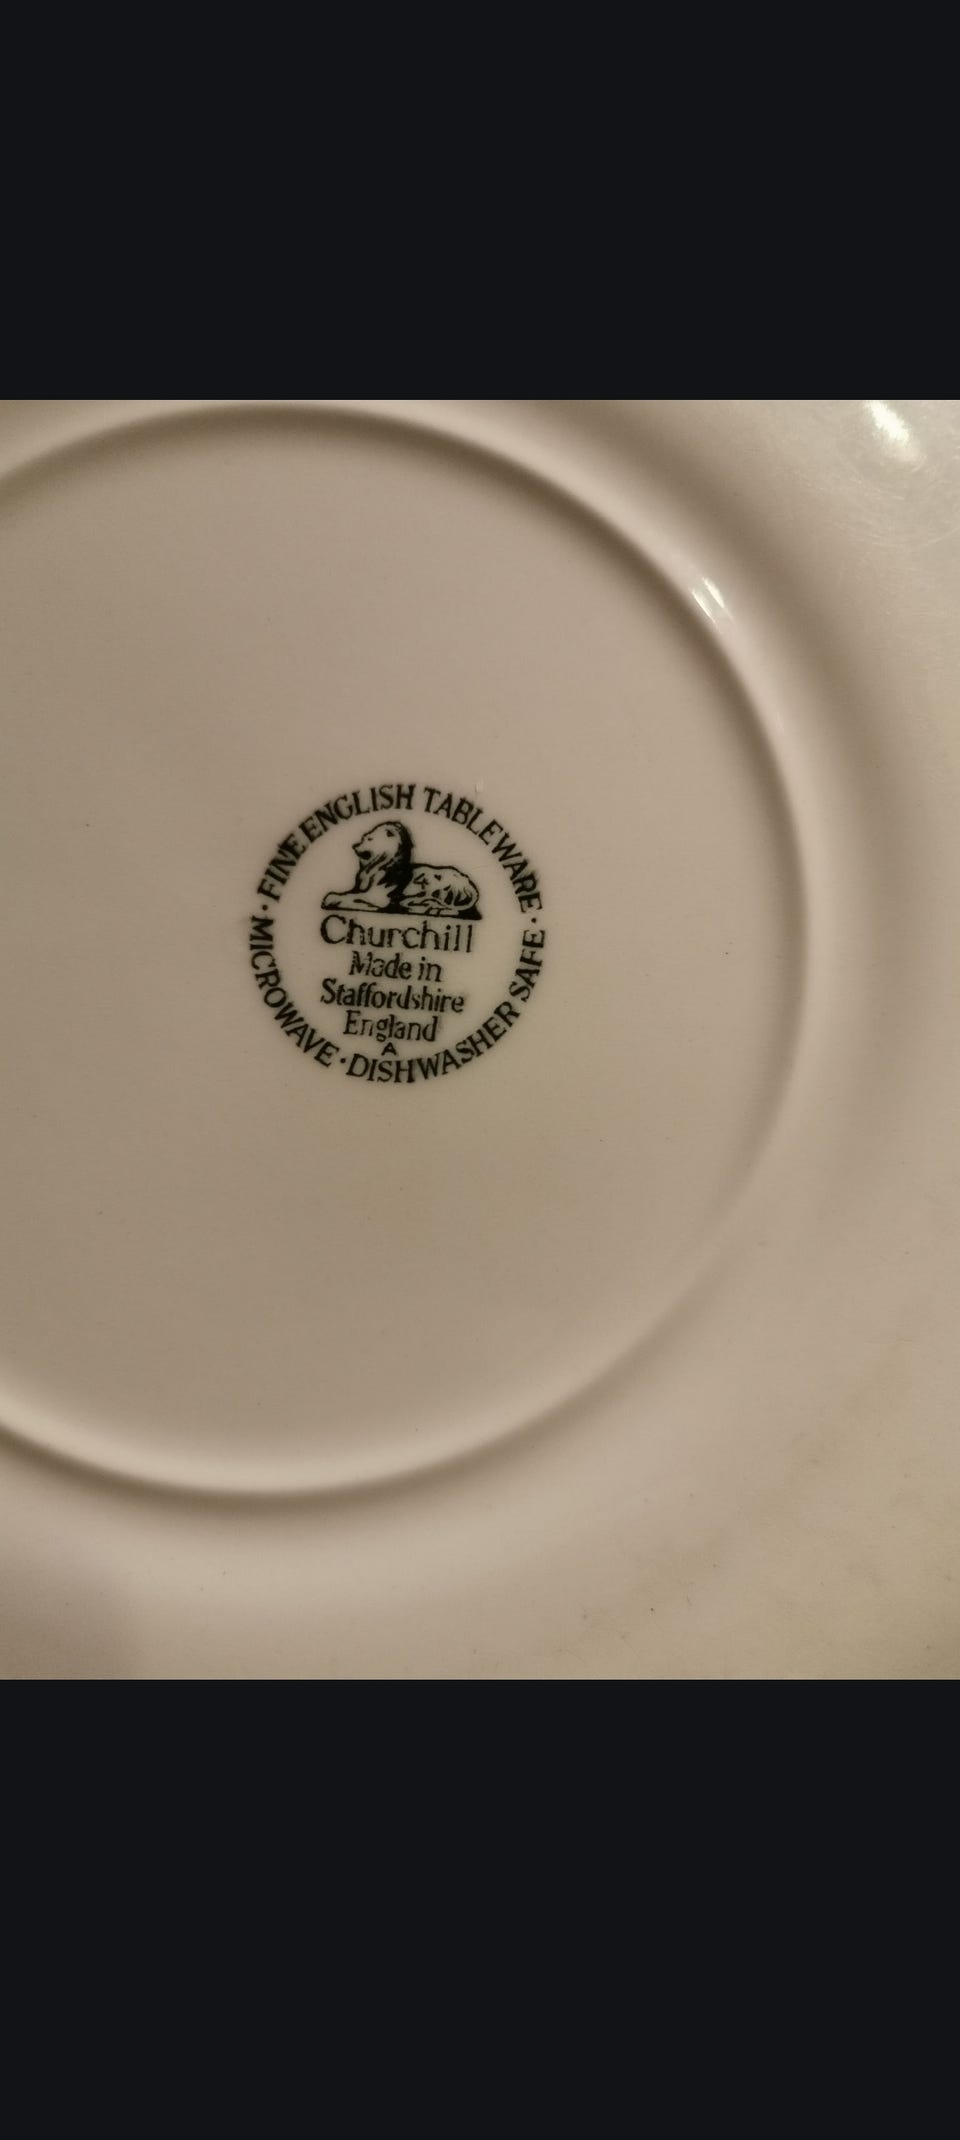 · FINE ENGLISH TABLEWARE ·
Churchill
Made in
Staffordshire
England
A
MICROWAVE · DISHWASHER SAFE